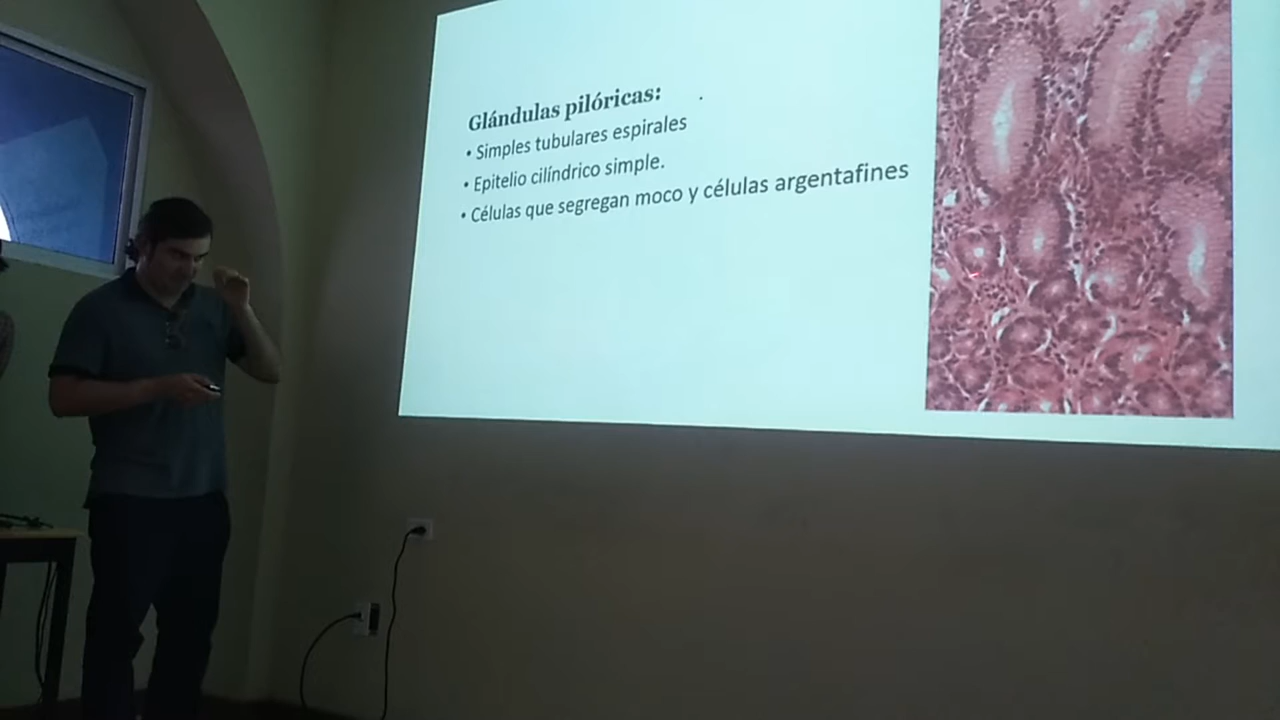 Glándulas pilóricas:
• Simples tubulares espirales
• Epitelio cilíndrico simple.
• Células que segregan moco y células argentafines